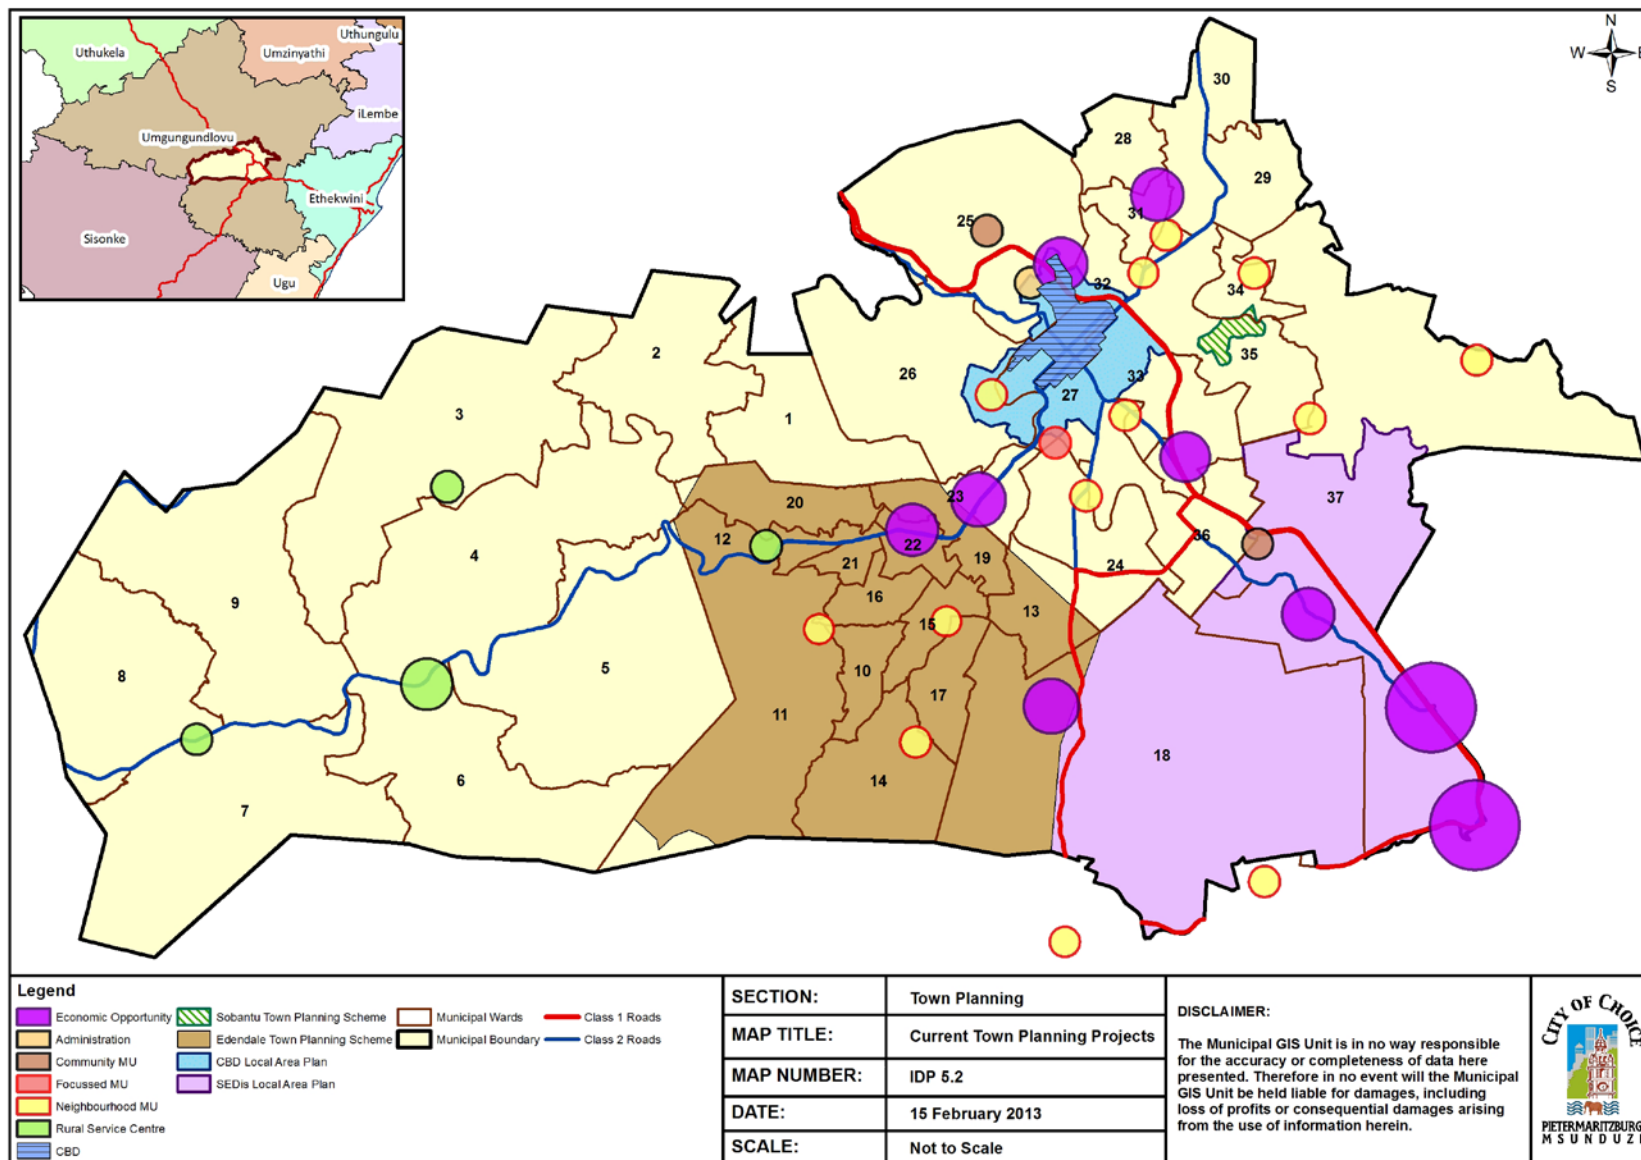 Uthukela
Umzinyathi
Uthungulu
iLembe
Umgungundlovu
Ethekwini
Sisonke
Ugu
N
W E
S
30
28
29
25
31
32
34
35
2
26
33
27
3
1
37
20
23
12
22
4
21
19
36
24
9
16
13
15
8
5
10
17
11
18
6
14
7
Legend
Economic Opportunity
Administration
Community MU
Focussed MU
Neighbourhood MU
Rural Service Centre
CBD
Sobantu Town Planning Scheme
Edendale Town Planning Scheme
CBD Local Area Plan
SEDis Local Area Plan
Municipal Wards
Municipal Boundary
Class 1 Roads
Class 2 Roads
SECTION: Town Planning
MAP TITLE: Current Town Planning Projects
MAP NUMBER: IDP 5.2
DATE: 15 February 2013
SCALE: Not to Scale
DISCLAIMER:
The Municipal GIS Unit is in no way responsible
for the accuracy or completeness of data here
presented. Therefore in no event will the Municipal
GIS Unit be held liable for damages, including
loss of profits or consequential damages arising
from the use of information herein.
CITY OF CHOICE
PIETERMARITZBURG
MSUNDUZI